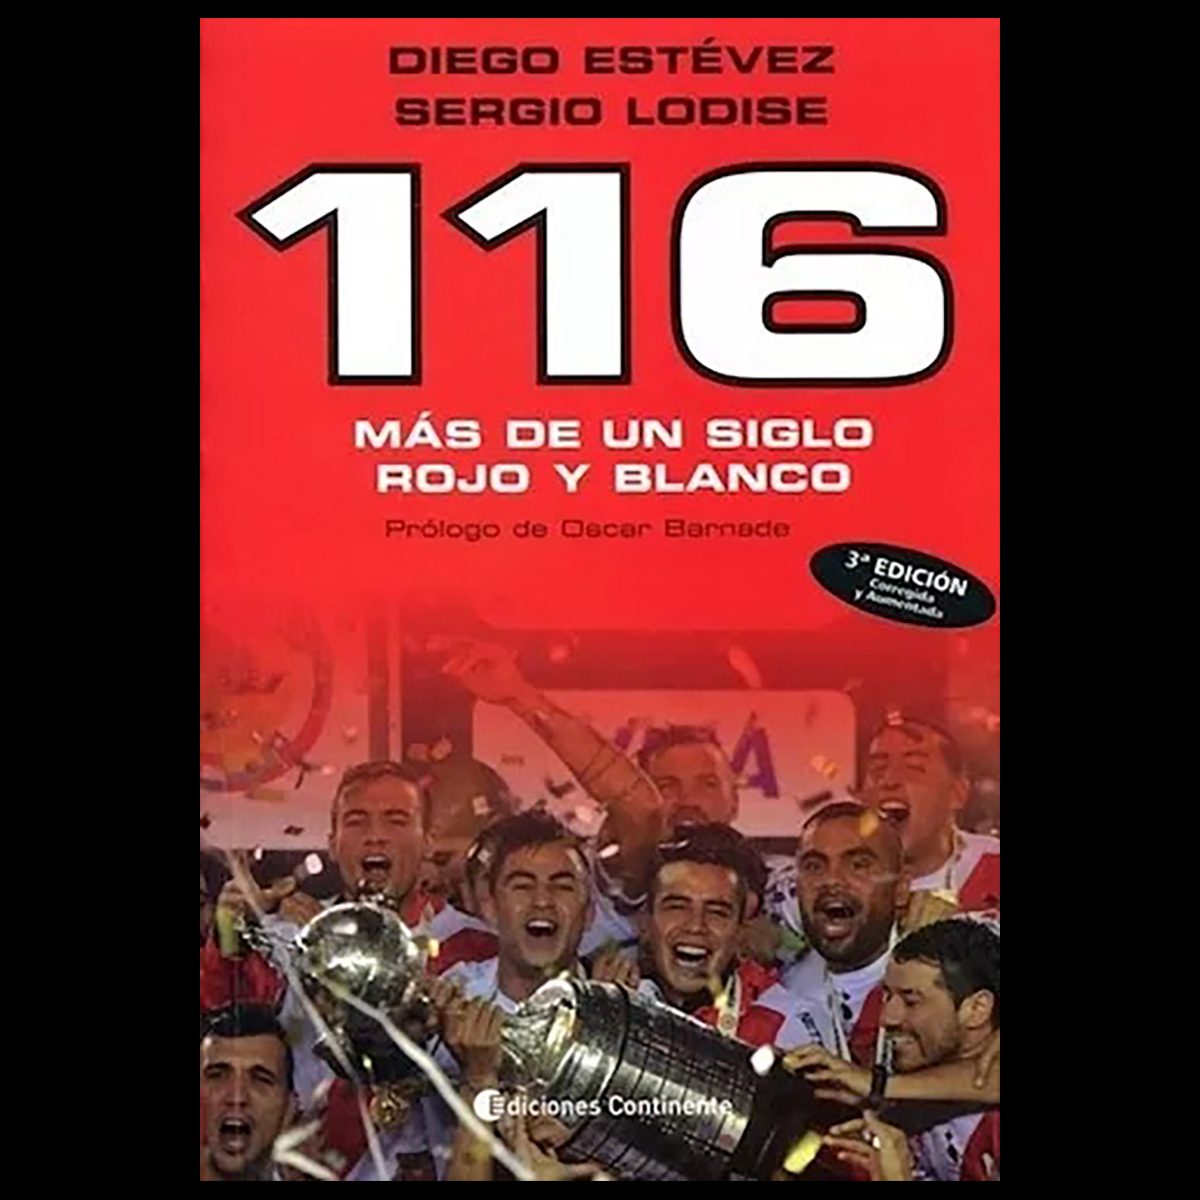 DIEGO ESTÉVEZ
SERGIO LODISE
116
MÁS DE UN SIGLO
ROJO Y BLANCO
Prólogo de Oscar Barnade
3ª EDICIÓN
Corregida
y Aumentada
VISA
Ediciones Continente